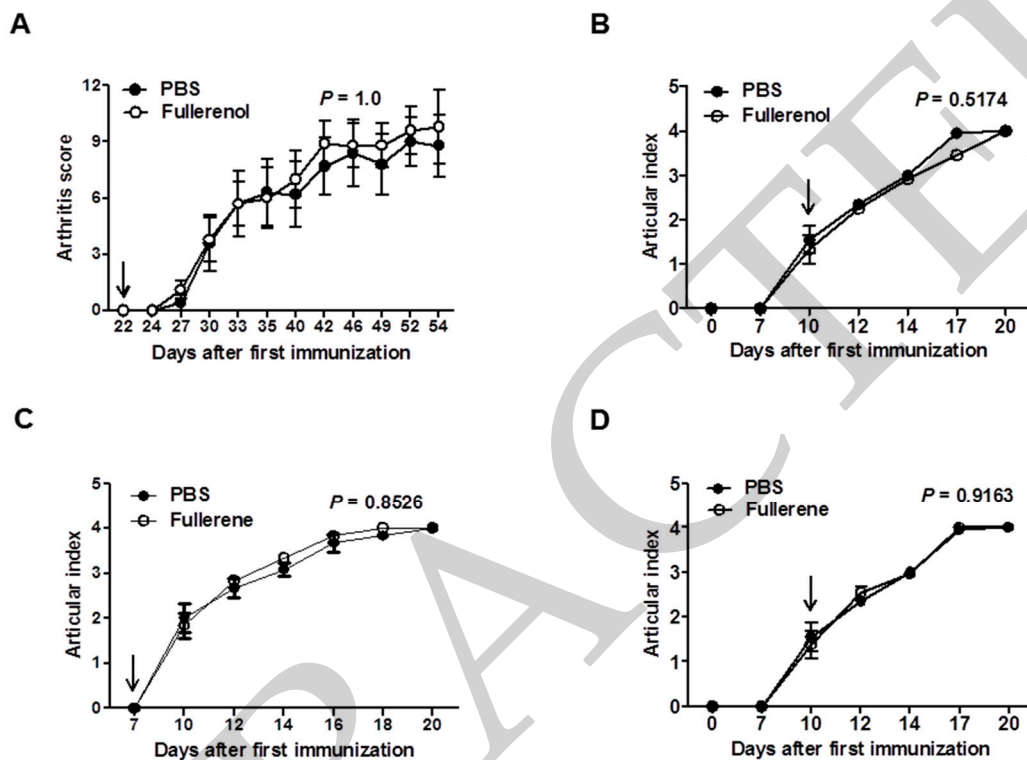 A
PBS
Fullerenol
P = 1.0
12
9
6
3
0
Arthritis score
22 24 27 30 33 35 40 42 46 49 52 54
Days after first immunization
B
PBS
Fullerenol
P = 0.5174
5
4
3
2
1
0
Articular index
0 7 10 12 14 17 20
Days after first immunization
C
PBS
Fullerene
P = 0.8526
5
4
3
2
1
0
Articular index
7 10 12 14 16 18 20
Days after first immunization
D
PBS
Fullerene
P = 0.9163
5
4
3
2
1
0
Articular index
0 7 10 12 14 17 20
Days after first immunization
PACTE